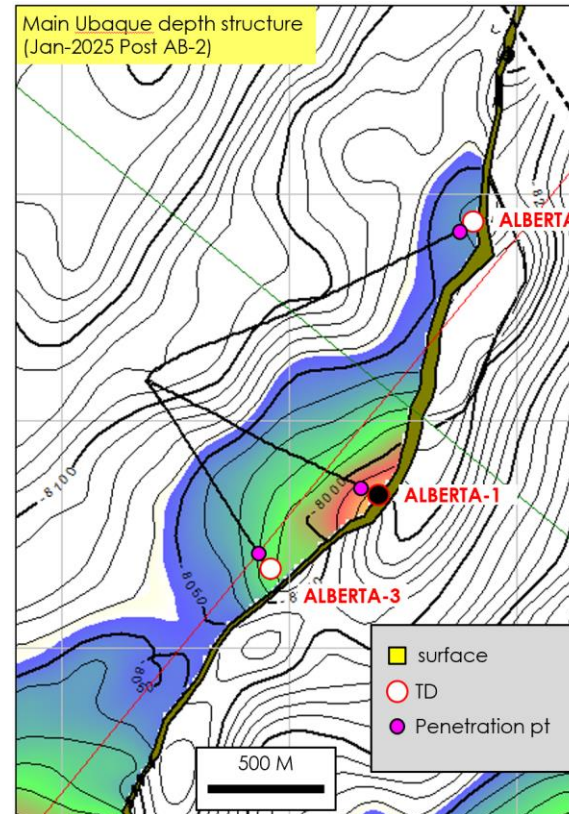 Main Ubaque depth structure
(Jan-2025 Post AB-2)
ALBERTA
-8000
ALBERTA-1
-8100
-8050
ALBERTA-3
-8050
surface
TD
Penetration pt
500 M